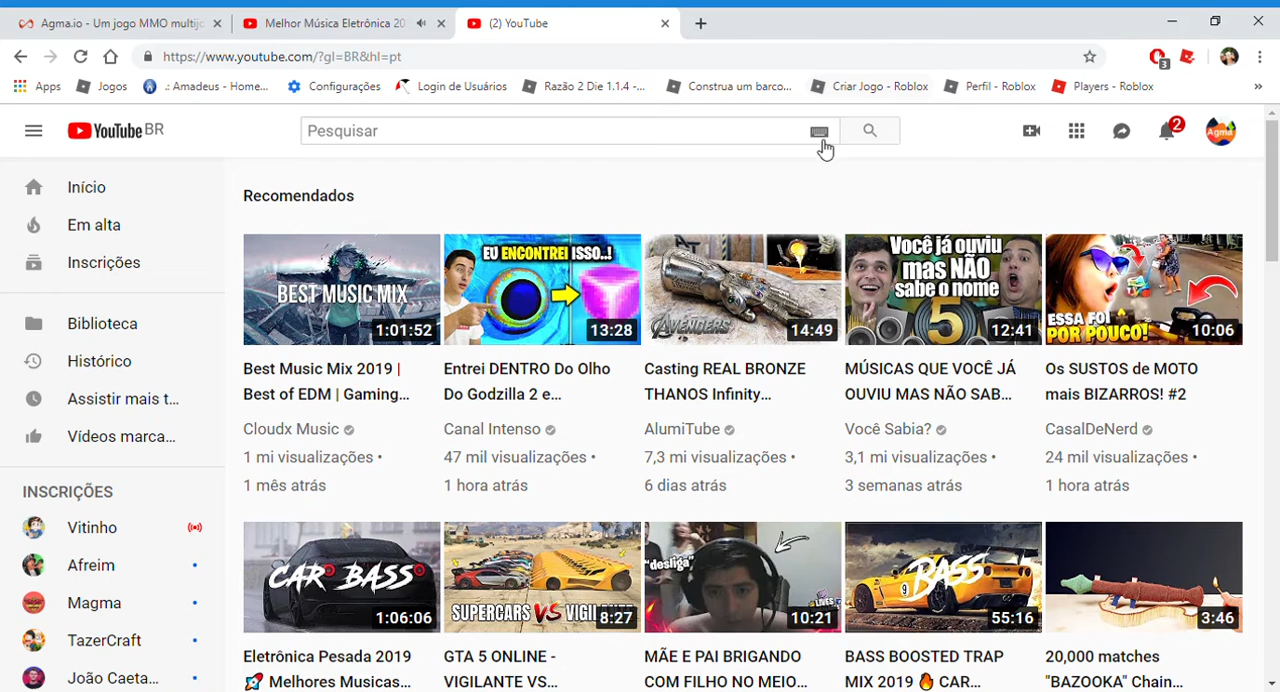 Agma.io - Um jogo MMO multijo
Melhor Música Eletrônica 20
(2) YouTube
https://www.youtube.com/?gl=BR&hl=pt
3
Apps
Jogos
.: Amadeus - Home...
Configurações
Login de Usuários
Razão 2 Die 1.1.4 -...
Construa um barco...
Criar Jogo - Roblox
Perfil - Roblox
Players - Roblox
YouTube BR
Pesquisar
2
Agma
Início
Em alta
Inscrições
Biblioteca
Histórico
Assistir mais t...
Vídeos marca...
INSCRIÇÕES
Vitinho
Afreim
Magma
TazerCraft
João Caeta...
Recomendados
BEST MUSIC MIX
1:01:52
EU ENCONTREI ISSO..!
13:28
AVENGERS
14:49
Você já ouviu
mas NÃO
sabe o nome
5
12:41
ESSA FOI
POR POUCO!
10:06
Best Music Mix 2019 |
Best of EDM | Gaming...
Cloudx Music
1 mi visualizações •
1 mês atrás
Entrei DENTRO Do Olho
Do Godzilla 2 e...
Canal Intenso
47 mil visualizações •
1 hora atrás
Casting REAL BRONZE
THANOS Infinity...
AlumiTube
7,3 mi visualizações •
6 dias atrás
MÚSICAS QUE VOCÊ JÁ
OUVIU MAS NÃO SAB...
Você Sabia?
3,1 mi visualizações •
3 semanas atrás
Os SUSTOS de MOTO
mais BIZARROS! #2
CasalDeNerd
24 mil visualizações •
1 hora atrás
CAR BASS
1:06:06
SUPERCARS VS VIGIL
8:27
"desliga"
LIVES
10:21
9
BASS
55:16
3:46
Eletrônica Pesada 2019
🚀 Melhores Musicas...
GTA 5 ONLINE -
VIGILANTE VS...
MÃE E PAI BRIGANDO
COM FILHO NO MEIO...
BASS BOOSTED TRAP
MIX 2019 🔥 CAR...
20,000 matches
"BAZOOKA" Chain...